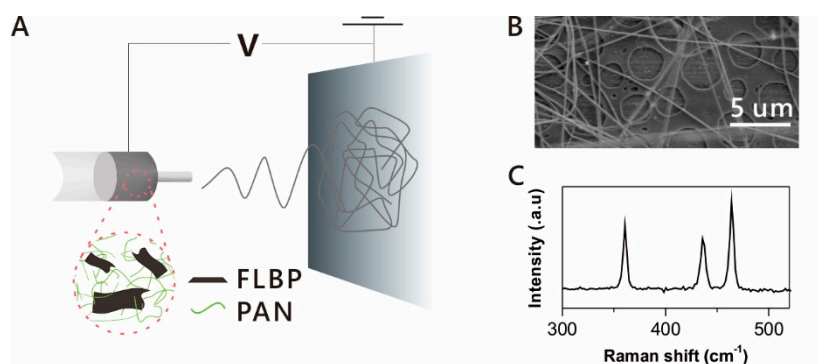 A
V
FLBP
PAN
B
5 um
C
Intensity (.a.u)
300 400 500
Raman shift (cm⁻¹)